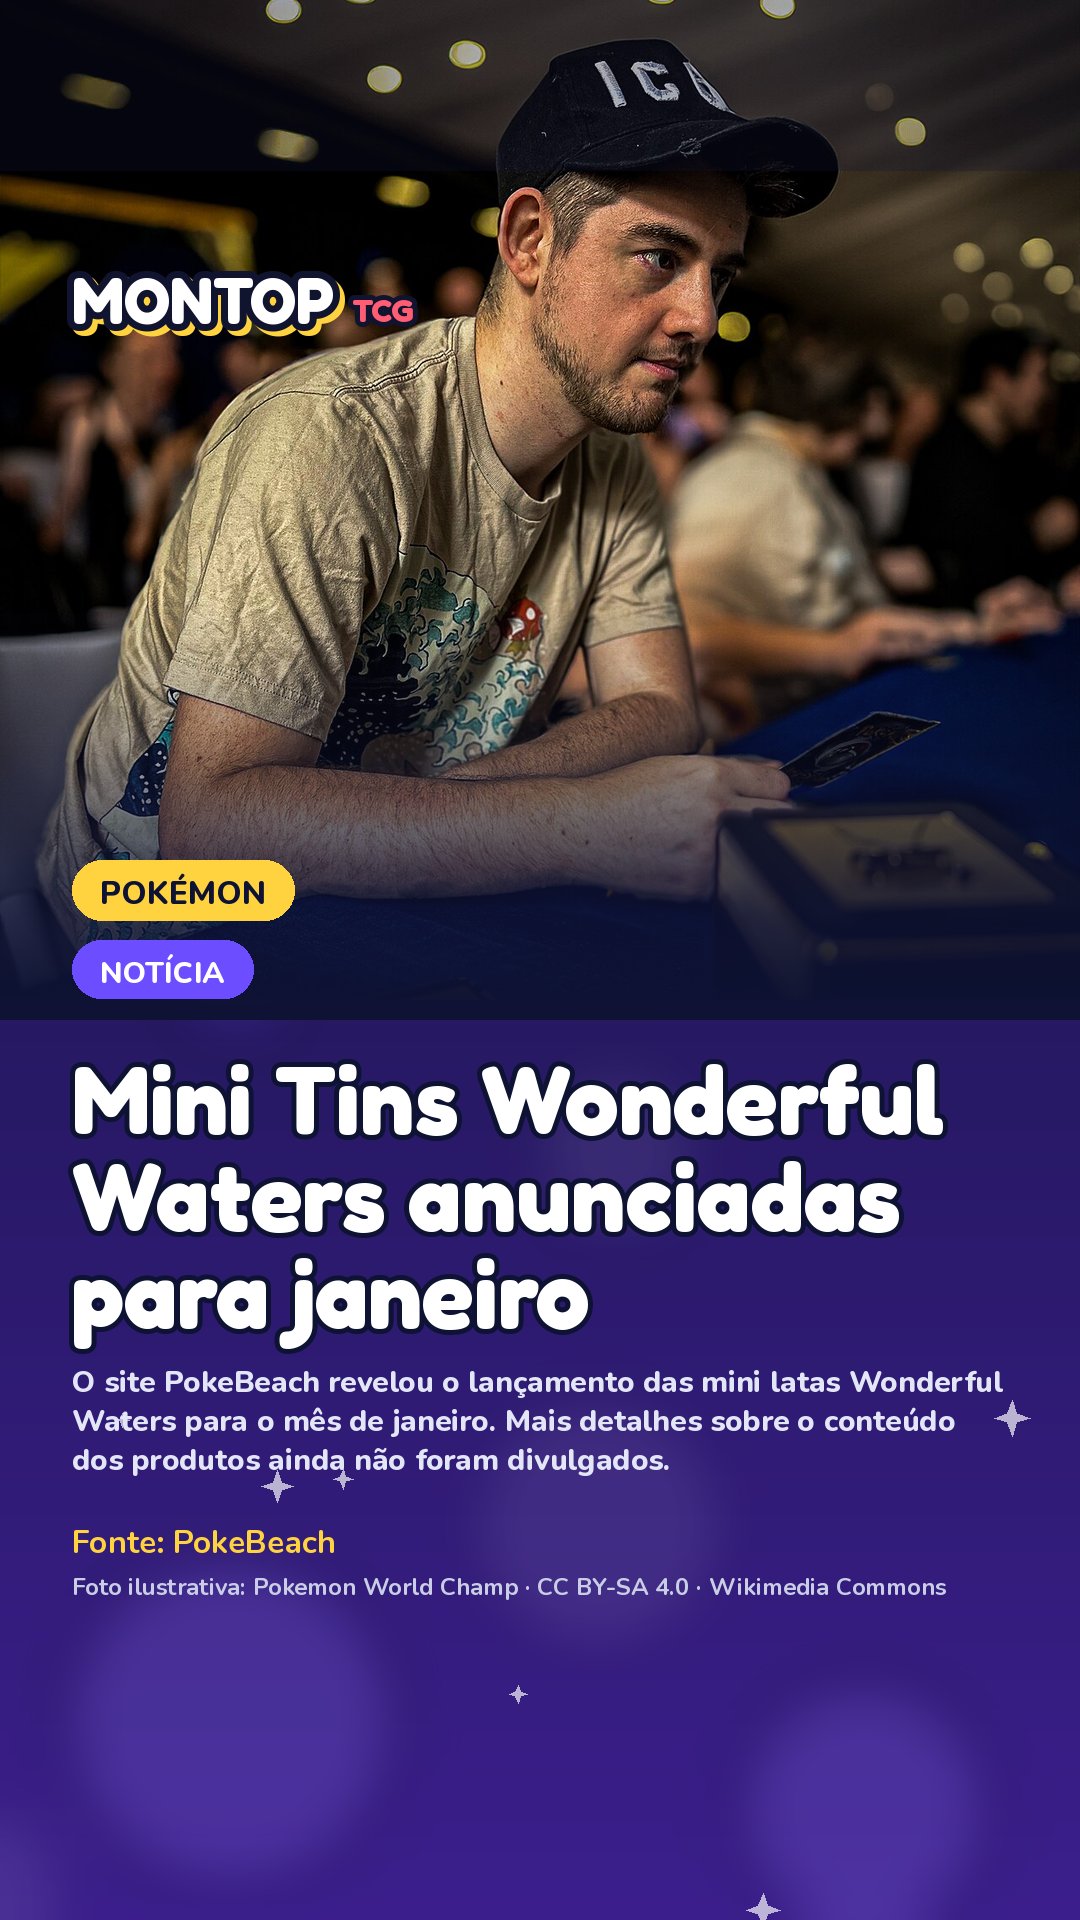 MONTOP TCG
POKÉMON
NOTÍCIA
Mini Tins Wonderful
Waters anunciadas
para janeiro
O site PokeBeach revelou o lançamento das mini latas Wonderful
Waters para o mês de janeiro. Mais detalhes sobre o conteúdo
dos produtos ainda não foram divulgados.
Fonte: PokeBeach
Foto ilustrativa: Pokemon World Champ · CC BY-SA 4.0 · Wikimedia Commons